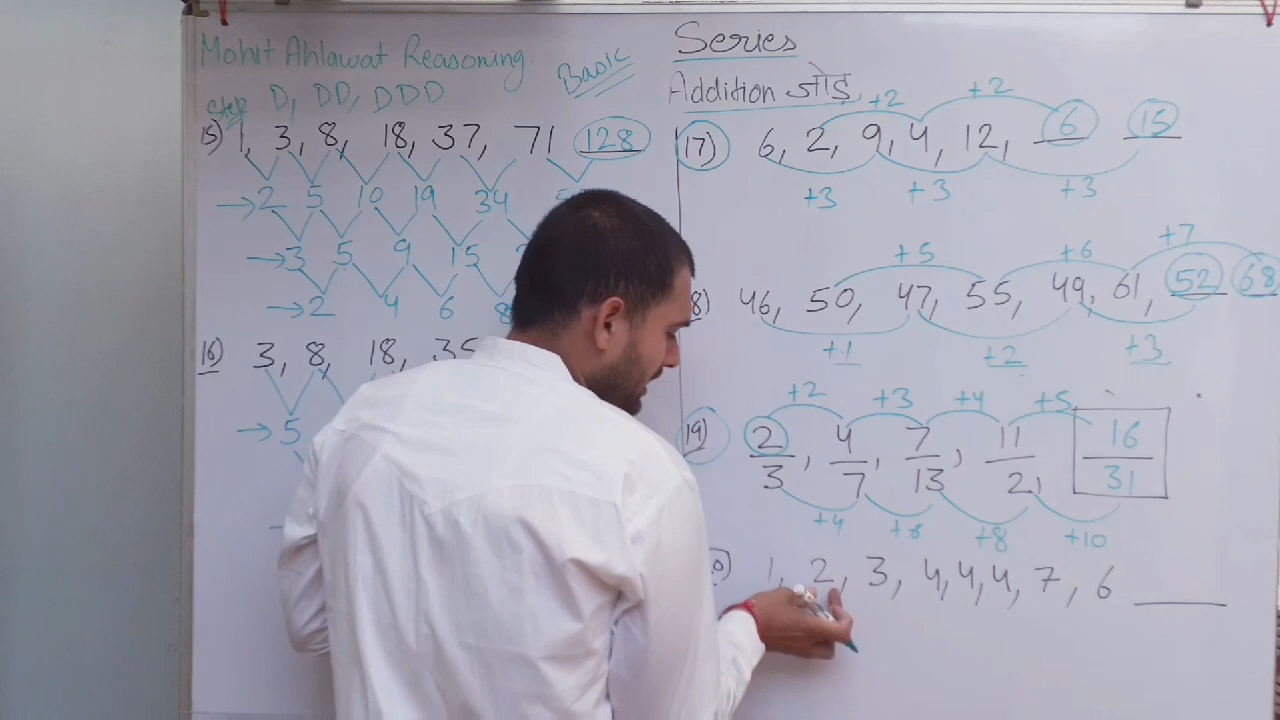 Mohit Ahlawat Reasoning
Basic
Step D, DD, DDD
15) 1, 3, 8, 18, 37, 71 128
→ 2 5 10 19 34
→ 3 5 9 15
→ 2 4 6 8
16) 3, 8, 18, 35
→ 5
Series
Addition जोड़
+2 +2
17) 6, 2, 9, 4, 12, 6 15
+3 +3 +3
+5 +6 +7
8) 46, 50, 47, 55, 49, 61, 52 68
+1 +2 +3
+2 +3 +4 +5
19) 2/3, 4/7, 7/13, 11/21, 16/31
+4 +6 +8 +10
0) 1, 2, 3, 4, 4, 4, 7, 6